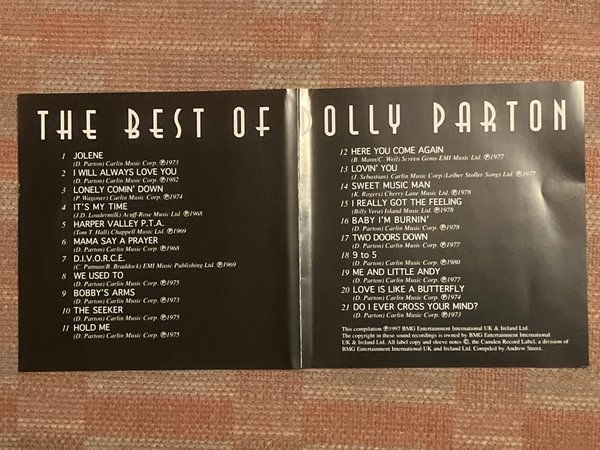 THE BEST OF OLLY PARTON
1 JOLENE
(D. Parton) Carlin Music Corp. ℗1973
2 I WILL ALWAYS LOVE YOU
(D. Parton) Carlin Music Corp. ℗1982
3 LONELY COMIN' DOWN
(P. Wagoner) Carlin Music Corp. ℗1974
4 IT'S MY TIME
(J.D. Loudermilk) Acuff-Rose Music Ltd. ℗1968
5 HARPER VALLEY P.T.A.
(Tom T. Hall) Chappell Music Ltd. ℗1969
6 MAMA SAY A PRAYER
(D. Parton) Carlin Music Corp. ℗1968
7 D.I.V.O.R.C.E.
(C. Putman/B. Braddock) EMI Music Publishing Ltd. ℗1969
8 WE USED TO
(D. Parton) Carlin Music Corp. ℗1975
9 BOBBY'S ARMS
(D. Parton) Carlin Music Corp. ℗1973
10 THE SEEKER
(D. Parton) Carlin Music Corp. ℗1975
11 HOLD ME
(D. Parton) Carlin Music Corp. ℗1975
12 HERE YOU COME AGAIN
(B. Mann/C. Weil) Screen Gems-EMI Music Ltd. ℗1977
13 LOVIN' YOU
(J. Sebastian) Carlin Music Corp./Leiber Stoller Songs Ltd. ℗1977
14 SWEET MUSIC MAN
(K. Rogers) Cherry Lane Music ℗1978
15 I REALLY GOT THE FEELING
(Billy Vera) Island Music Ltd. ℗1978
16 BABY I'M BURNIN'
(D. Parton) Carlin Music Corp. ℗1978
17 TWO DOORS DOWN
(D. Parton) Carlin Music Corp. ℗1977
18 9 to 5
(D. Parton) Carlin Music Corp. ℗1980
19 ME AND LITTLE ANDY
(D. Parton) Carlin Music Corp. ℗1977
20 LOVE IS LIKE A BUTTERFLY
(D. Parton) Carlin Music Corp. ℗1974
21 DO I EVER CROSS YOUR MIND?
(D. Parton) Carlin Music Corp. ℗1973
This compilation ℗1997 BMG Entertainment International UK & Ireland Ltd.
The copyright in these sound recordings is owned by BMG Entertainment International
UK & Ireland Ltd. All label copy and sleeve notes ©, the Camden Record Label, a division of
BMG Entertainment International UK and Ireland Ltd. Compiled by Andrew Street.